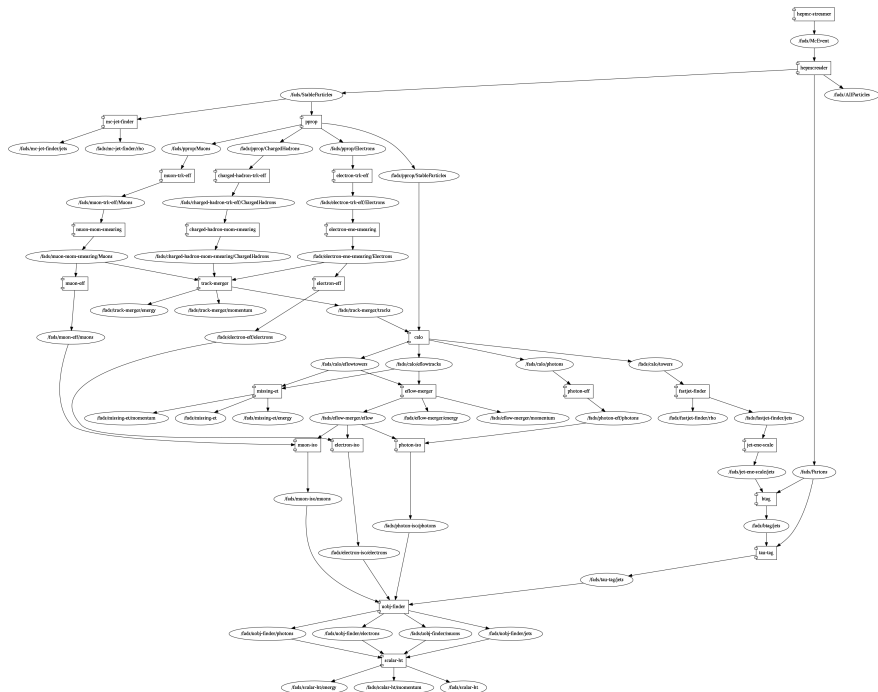 hepmc-streamer
/fads/McEvent
hepmcreader
/fads/StableParticles
/fads/AllParticles
mc-jet-finder
pprop
/fads/mc-jet-finder/jets
/fads/mc-jet-finder/rho
/fads/pprop/Muons
/fads/pprop/ChargedHadrons
/fads/pprop/Electrons
muon-trk-eff
charged-hadron-trk-eff
electron-trk-eff
/fads/pprop/StableParticles
/fads/muon-trk-eff/Muons
/fads/charged-hadron-trk-eff/ChargedHadrons
/fads/electron-trk-eff/Electrons
muon-mom-smearing
charged-hadron-mom-smearing
electron-ene-smearing
/fads/muon-mom-smearing/Muons
/fads/charged-hadron-mom-smearing/ChargedHadrons
/fads/electron-ene-smearing/Electrons
muon-eff
track-merger
electron-eff
/fads/track-merger/energy
/fads/track-merger/momentum
/fads/track-merger/tracks
/fads/muon-eff/muons
/fads/electron-eff/electrons
calo
/fads/calo/eflowtowers
/fads/calo/eflowtracks
/fads/calo/photons
/fads/calo/towers
missing-et
eflow-merger
photon-eff
fastjet-finder
/fads/missing-et/momentum
/fads/missing-et
/fads/missing-et/energy
/fads/eflow-merger/eflow
/fads/eflow-merger/energy
/fads/eflow-merger/momentum
/fads/photon-eff/photons
/fads/fastjet-finder/rho
/fads/fastjet-finder/jets
muon-iso
electron-iso
photon-iso
jet-ene-scale
/fads/jet-ene-scale/jets
/fads/Partons
/fads/muon-iso/muons
btag
/fads/photon-iso/photons
/fads/btag/jets
/fads/electron-iso/electrons
tau-tag
/fads/tau-tag/jets
uobj-finder
/fads/uobj-finder/photons
/fads/uobj-finder/electrons
/fads/uobj-finder/muons
/fads/uobj-finder/jets
scalar-ht
/fads/scalar-ht/energy
/fads/scalar-ht/momentum
/fads/scalar-ht